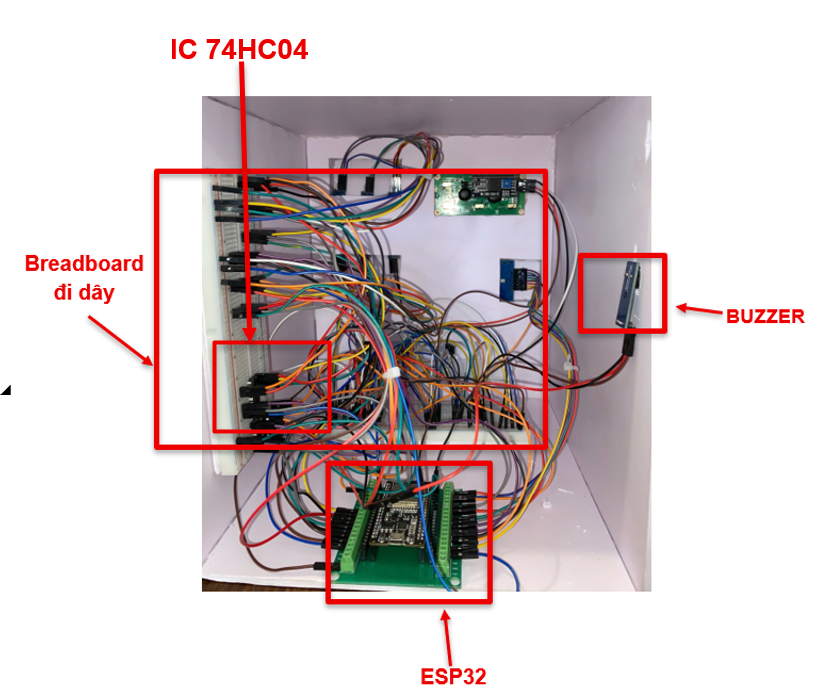 IC 74HC04
Breadboard
đi dây
BUZZER
ESP32